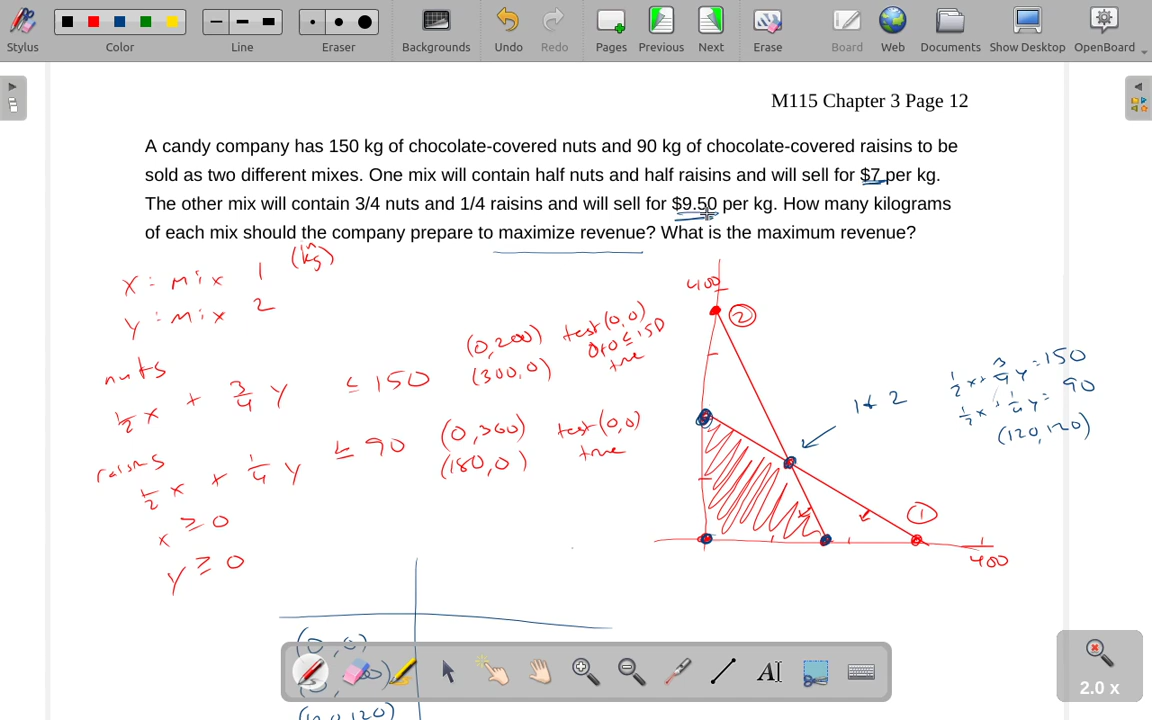 Stylus Color Line Eraser Backgrounds Undo Redo Pages Previous Next Erase Board Web Documents Show Desktop OpenBoard
M115 Chapter 3 Page 12
A candy company has 150 kg of chocolate-covered nuts and 90 kg of chocolate-covered raisins to be
sold as two different mixes. One mix will contain half nuts and half raisins and will sell for $7 per kg.
The other mix will contain 3/4 nuts and 1/4 raisins and will sell for $9.50 per kg. How many kilograms
of each mix should the company prepare to maximize revenue? What is the maximum revenue?
x: mix 1 (in kg)
y: mix 2
nuts
1/2 x + 3/4 y ≤ 150
(0,200)
(300,0)
test (0,0)
0+0 ≤ 150
true
raisins
1/2 x + 1/4 y ≤ 90
(0,360)
(180,0)
test (0,0)
true
x ≥ 0
y ≥ 0
400
②
①
400
1 & 2
1/2 x + 3/4 y = 150
1/2 x + 1/4 y = 90
(120,120)
(0,0)
(120,120)
AI
2.0 x